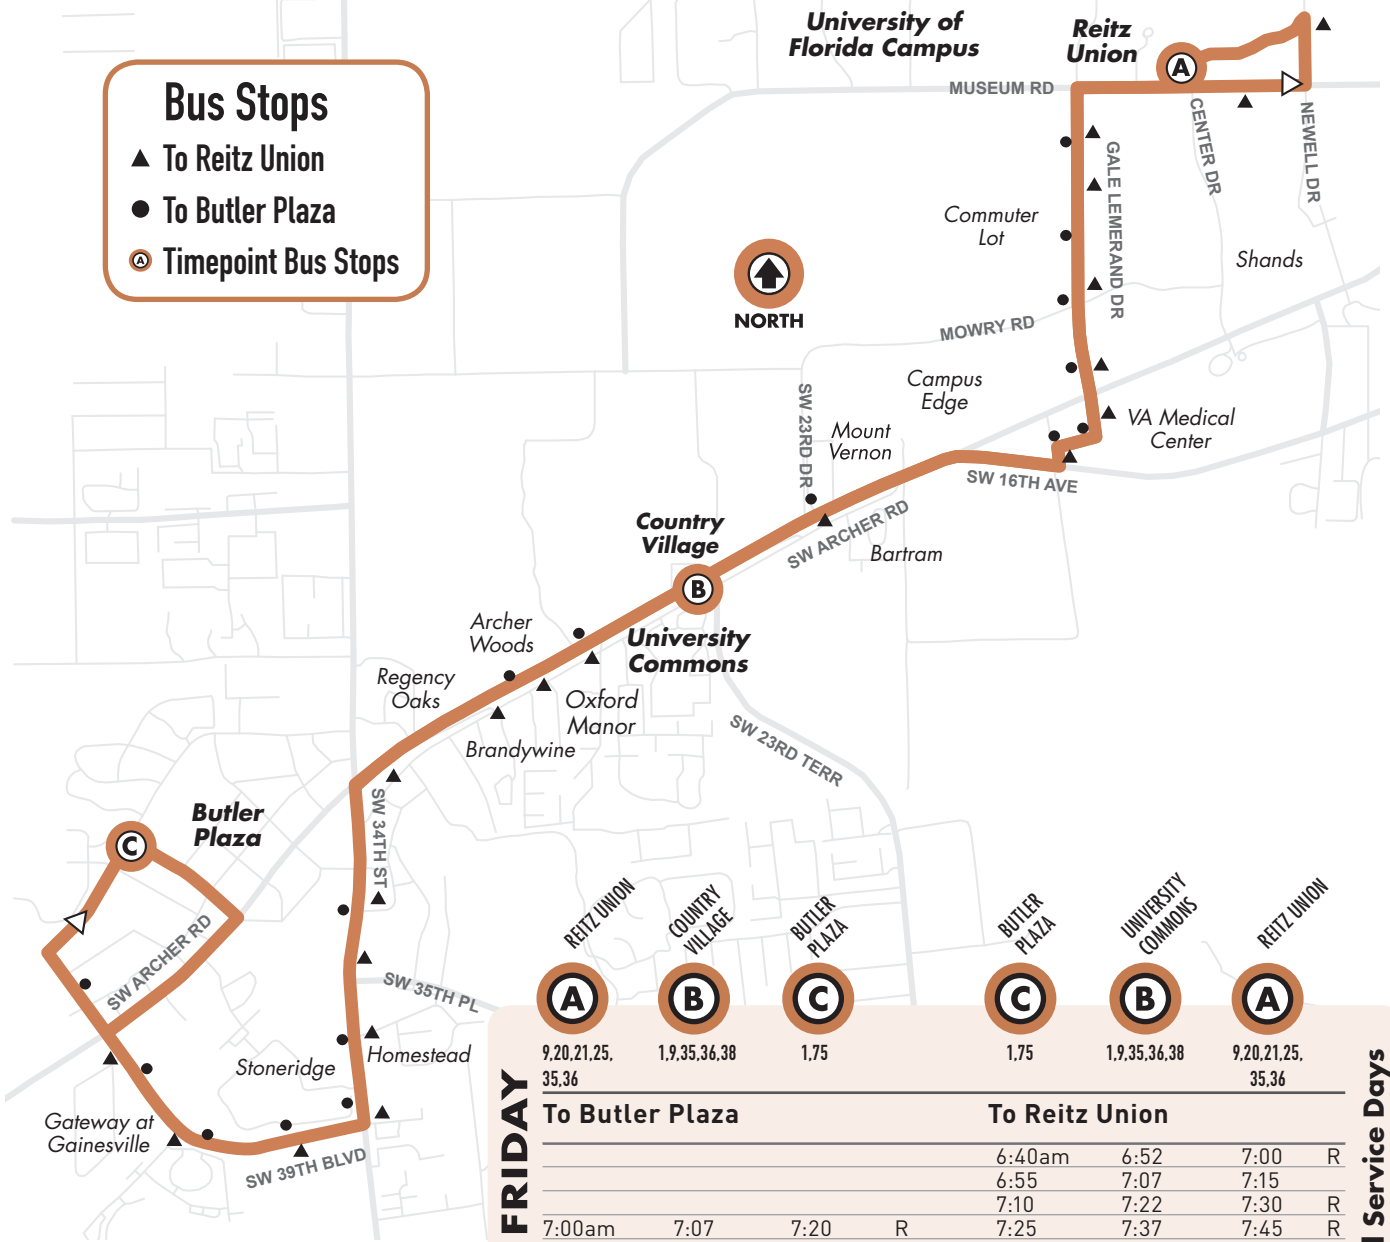 University of
Florida Campus
Reitz
Union
A
MUSEUM RD
CENTER DR
NEWELL DR
Bus Stops
To Reitz Union
To Butler Plaza
A Timepoint Bus Stops
GALE LEMERAND DR
Commuter
Lot
Shands
NORTH
MOWRY RD
Campus
Edge
SW 23RD DR
Mount
Vernon
VA Medical
Center
SW 16TH AVE
SW ARCHER RD
Bartram
Country
Village
B
University
Commons
Archer
Woods
Regency
Oaks
Oxford
Manor
Brandywine
SW 23RD TERR
SW 34TH ST
Butler
Plaza
C
SW ARCHER RD
SW 35TH PL
Homestead
Stoneridge
Gateway at
Gainesville
SW 39TH BLVD
REITZ UNION
COUNTRY
VILLAGE
BUTLER
PLAZA
BUTLER
PLAZA
UNIVERSITY
COMMONS
REITZ UNION
A B C C B A
9,20,21,25,
35,36
1,9,35,36,38
1,75
1,75
1,9,35,36,38
9,20,21,25,
35,36
FRIDAY
l Service Days
To Butler Plaza To Reitz Union
6:40am 6:52 7:00 R
6:55 7:07 7:15
7:10 7:22 7:30 R
7:00am 7:07 7:20 R 7:25 7:37 7:45 R